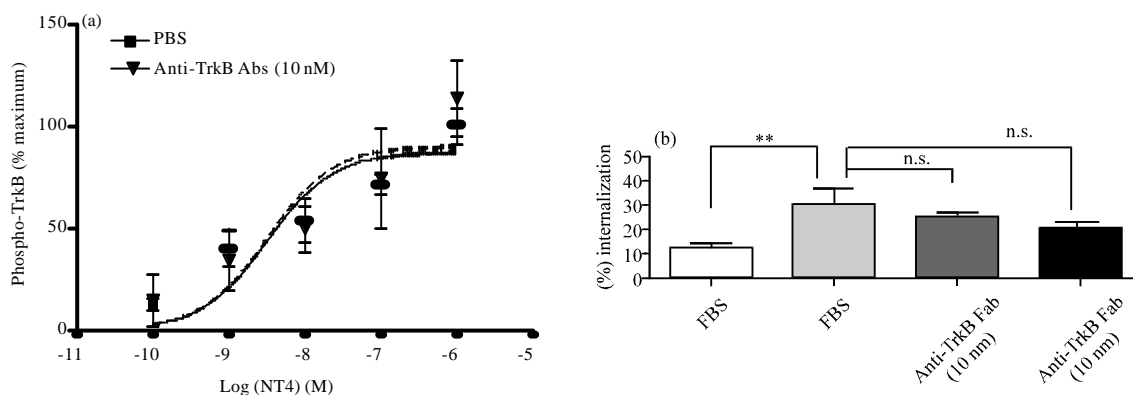 (a)
PBS
Anti-TrkB Abs (10 nM)
Phospho-TrkB (% maximum)
150
100
50
0
-11 -10 -9 -8 -7 -6 -5
Log (NT4) (M)
(b)
**
n.s.
n.s.
(%) internalization
50
40
30
20
10
0
FBS
FBS
Anti-TrkB Fab
(10 nm)
Anti-TrkB Fab
(10 nm)